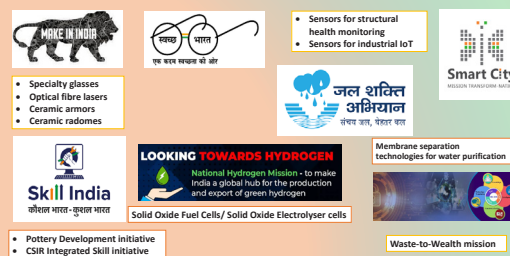 MAKE IN INDIA
स्वच्छ भारत
एक कदम स्वच्छता की ओर
• Sensors for structural
health monitoring
• Sensors for industrial IoT
Smart City
MISSION TRANSFORM-NATI
• Specialty glasses
• Optical fibre lasers
• Ceramic armors
• Ceramic radomes
जल शक्ति
अभियान
संचय जल, बेहतर कल
Skill India
कौशल भारत-कुशल भारत
LOOKING TOWARDS HYDROGEN
National Hydrogen Mission - to make
India a global hub for the production
and export of green hydrogen
Solid Oxide Fuel Cells/ Solid Oxide Electrolyser cells
Membrane separation
technologies for water purification
• Pottery Development initiative
• CSIR Integrated Skill initiative
Waste-to-Wealth mission